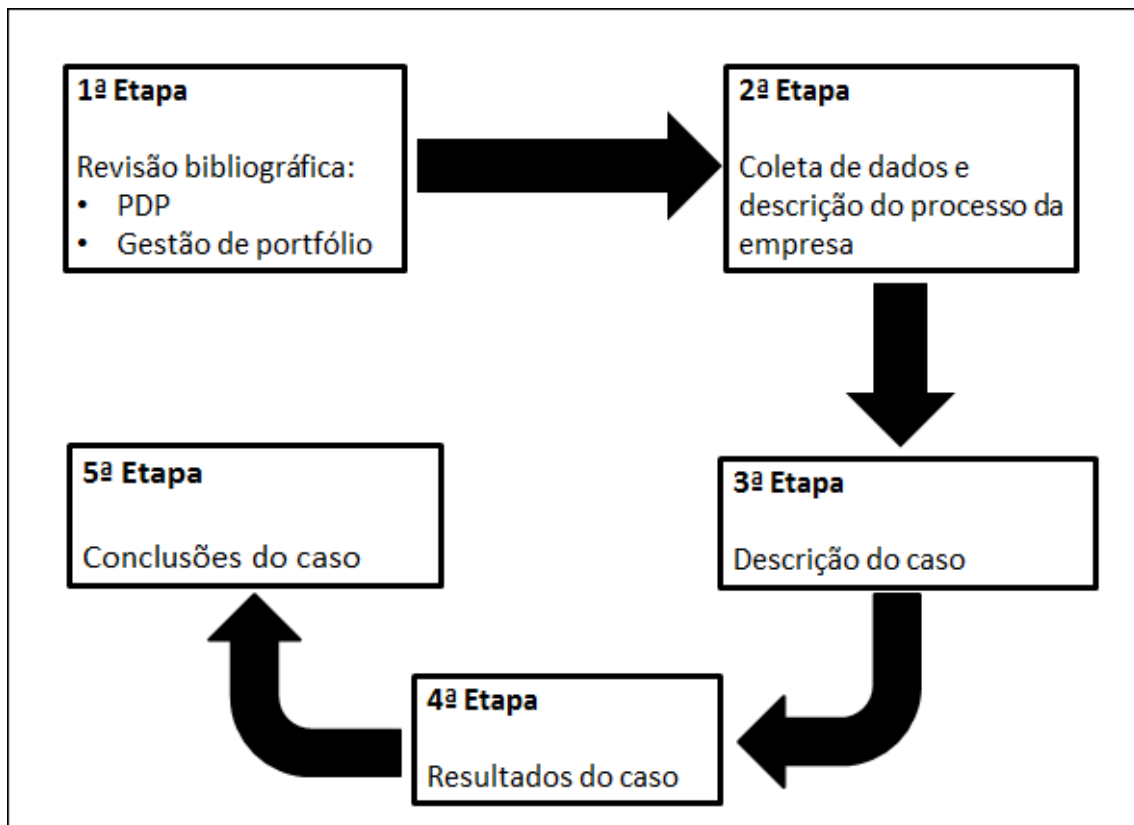 1ª Etapa
Revisão bibliográfica:
• PDP
• Gestão de portfólio
2ª Etapa
Coleta de dados e
descrição do processo da
empresa
3ª Etapa
Descrição do caso
4ª Etapa
Resultados do caso
5ª Etapa
Conclusões do caso